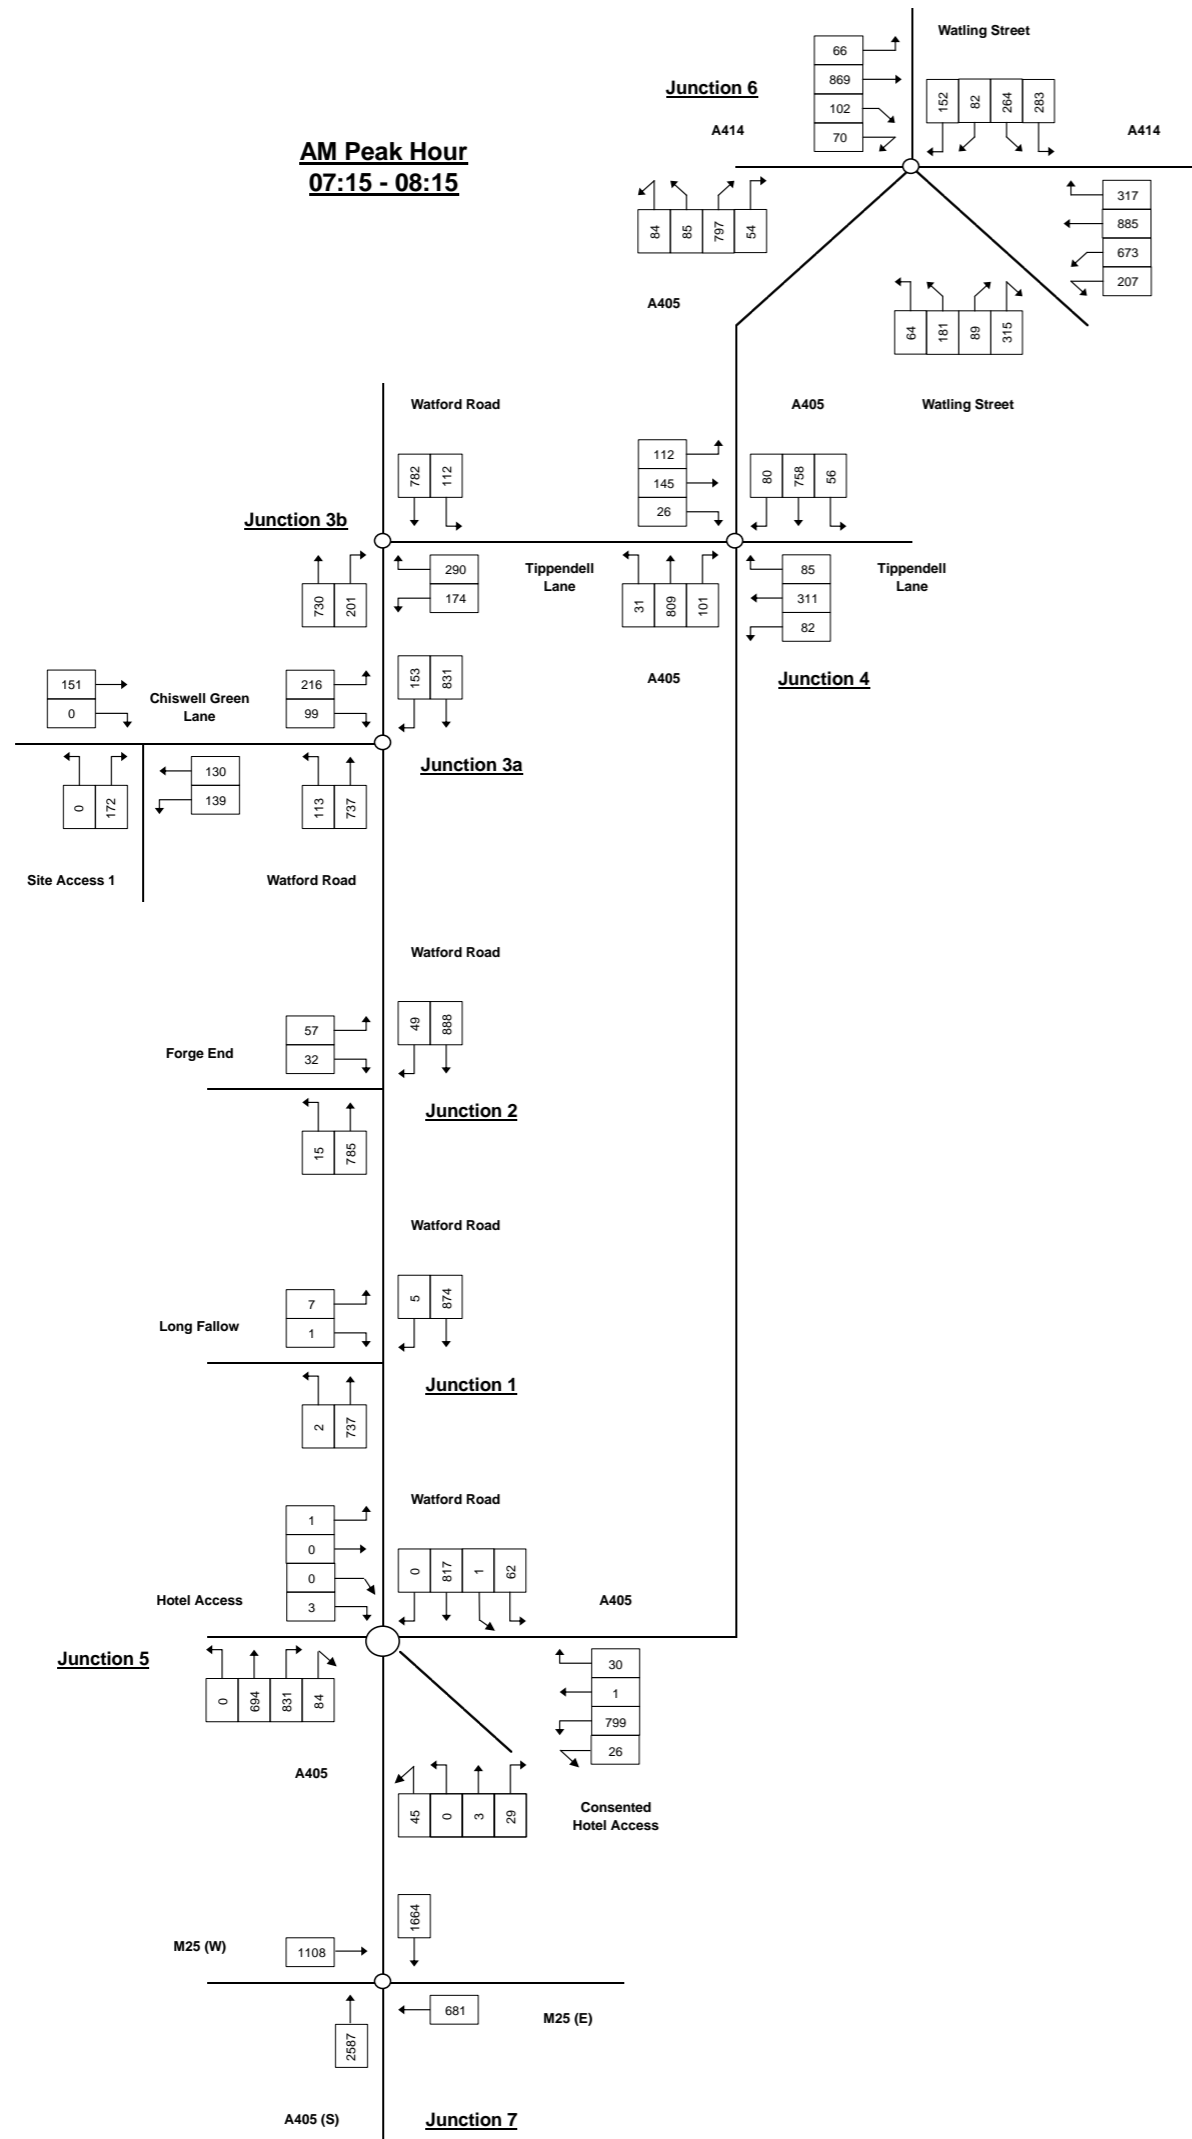 Watling Street
66
869
102
70
Junction 6
152
82
264
283
A414
A414
AM Peak Hour
07:15 - 08:15
84
85
797
54
317
885
673
207
A405
64
181
89
315
Watford Road
A405
Watling Street
782
112
112
145
26
80
758
56
Junction 3b
730
201
290
174
Tippendell
Lane
31
809
101
85
311
82
Tippendell
Lane
A405
Junction 4
151
0
Chiswell Green
Lane
216
99
153
831
Junction 3a
0
172
130
139
113
737
Site Access 1
Watford Road
Watford Road
57
32
49
888
Forge End
Junction 2
15
785
Watford Road
7
1
5
874
Long Fallow
Junction 1
2
737
Watford Road
1
0
0
3
0
817
1
62
Hotel Access
A405
Junction 5
0
694
831
84
30
1
799
26
A405
45
0
3
29
Consented
Hotel Access
1664
M25 (W)
1108
681
M25 (E)
2587
A405 (S)
Junction 7